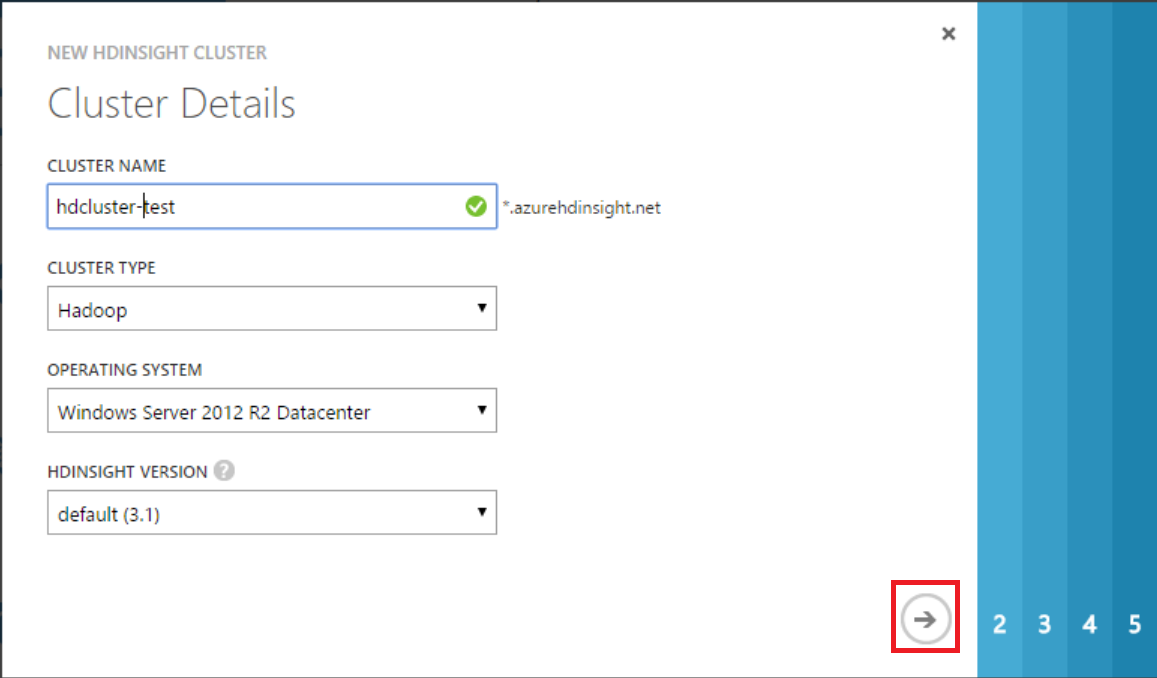 NEW HDINSIGHT CLUSTER
Cluster Details
CLUSTER NAME
hdcluster-test
*.azurehdinsight.net
CLUSTER TYPE
Hadoop
OPERATING SYSTEM
Windows Server 2012 R2 Datacenter
HDINSIGHT VERSION ?
default (3.1)
2 3 4 5